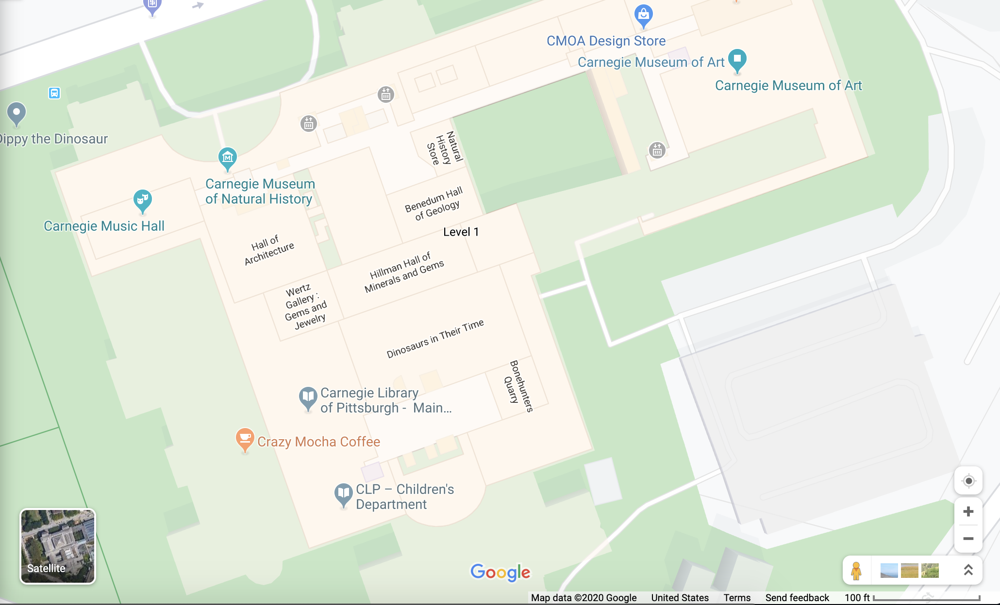 CMOA Design Store
Carnegie Museum of Art
Carnegie Museum of Art
Dippy the Dinosaur
Natural
History
Store
Carnegie Museum
of Natural History
Benedum Hall
of Geology
Carnegie Music Hall
Level 1
Hall of
Architecture
Hillman Hall of
Minerals and Gems
Wertz
Gallery :
Gems and
Jewelry
Dinosaurs in Their Time
Bonehunters
Quarry
Carnegie Library
of Pittsburgh - Main...
Crazy Mocha Coffee
CLP – Children's
Department
Satellite
Google
St
Map data ©2020 Google United States Terms Send feedback 100 ft